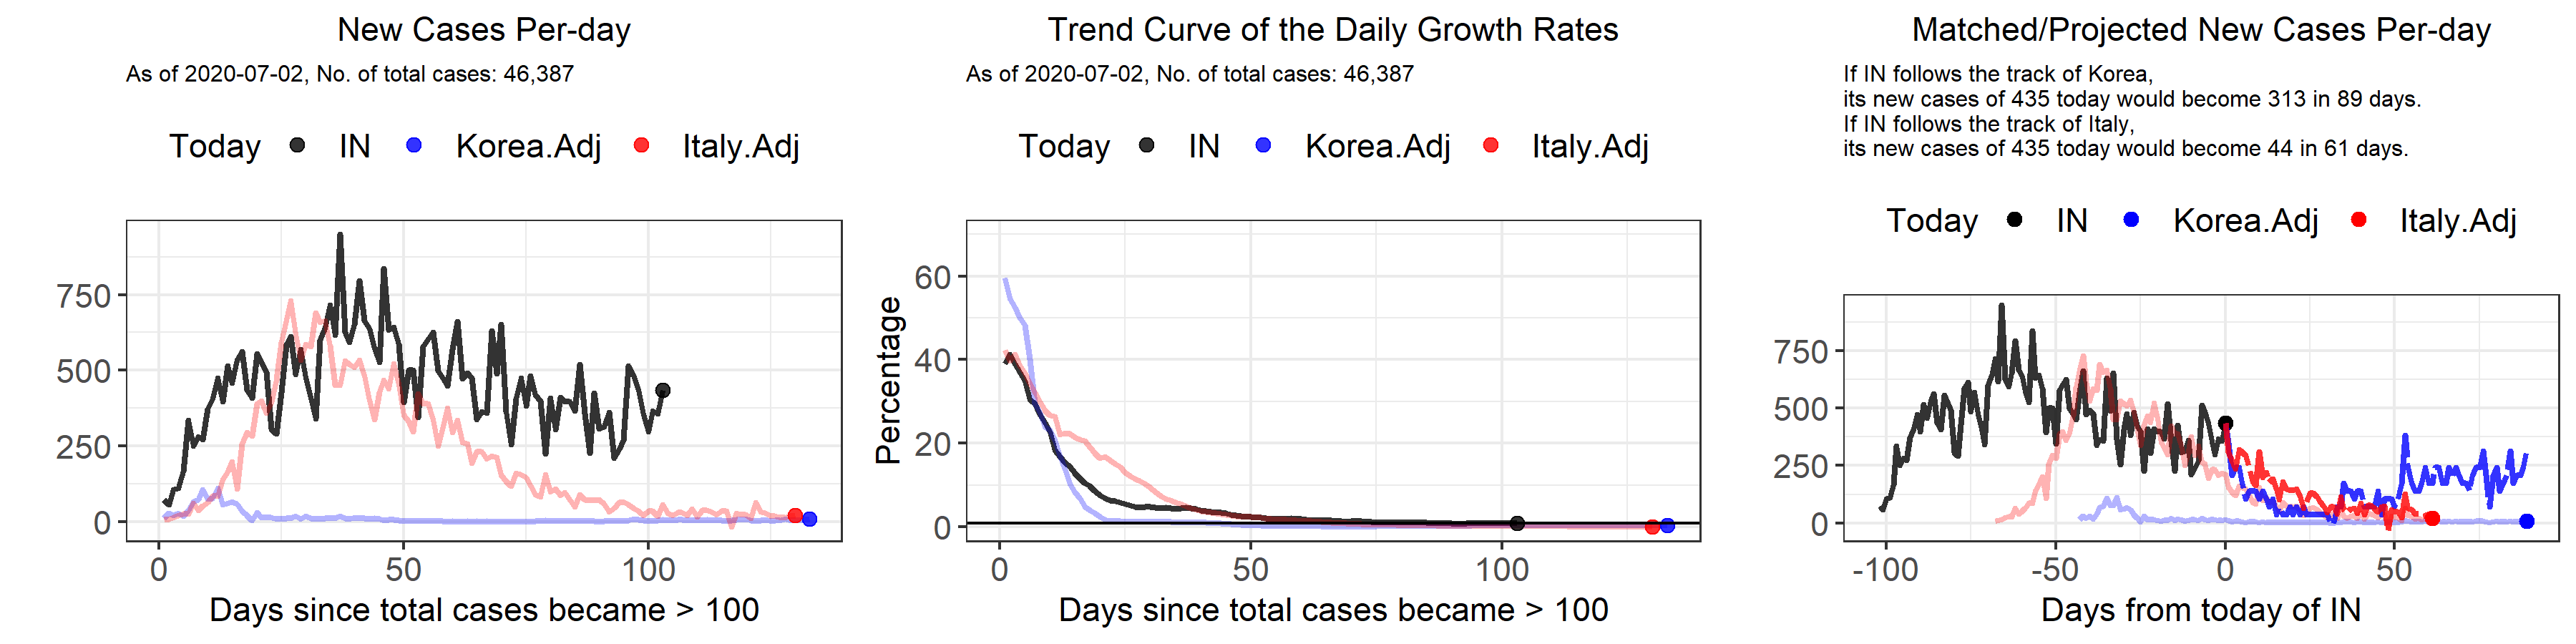 New Cases Per-day
As of 2020-07-02, No. of total cases: 46,387
Today IN Korea.Adj Italy.Adj
750
500
250
0
0 50 100
Days since total cases became > 100
Trend Curve of the Daily Growth Rates
As of 2020-07-02, No. of total cases: 46,387
Today IN Korea.Adj Italy.Adj
Percentage
60
40
20
0
0 50 100
Days since total cases became > 100
Matched/Projected New Cases Per-day
If IN follows the track of Korea,
its new cases of 435 today would become 313 in 89 days.
If IN follows the track of Italy,
its new cases of 435 today would become 44 in 61 days.
Today IN Korea.Adj Italy.Adj
750
500
250
0
-100 -50 0 50
Days from today of IN